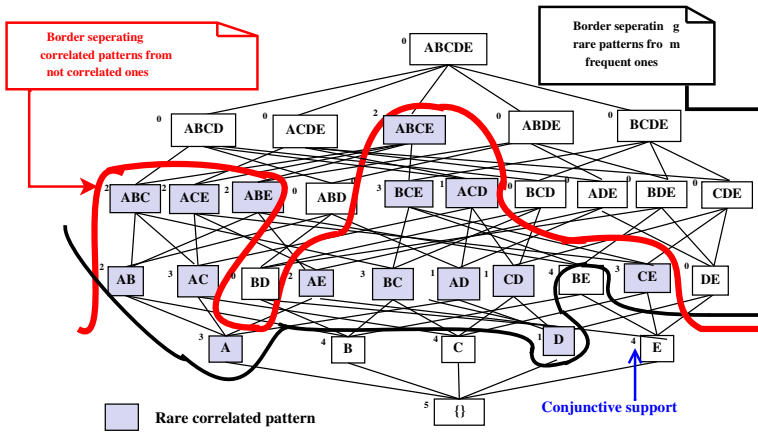 Border seperating
correlated patterns from
not correlated ones
Border seperatin g
rare patterns fro m
frequent ones
0 ABCDE
0 ABCD 0 ACDE 2 ABCE 0 ABDE 0 BCDE
2 ABC 2 ACE 2 ABE 0 ABD 3 BCE 1 ACD 0 BCD 0 ADE 0 BDE 0 CDE
2 AB 3 AC 0 BD 2 AE 3 BC 1 AD 1 CD 4 BE 3 CE 0 DE
3 A 4 B 4 C 1 D 4 E
5 {}
Conjunctive support
Rare correlated pattern